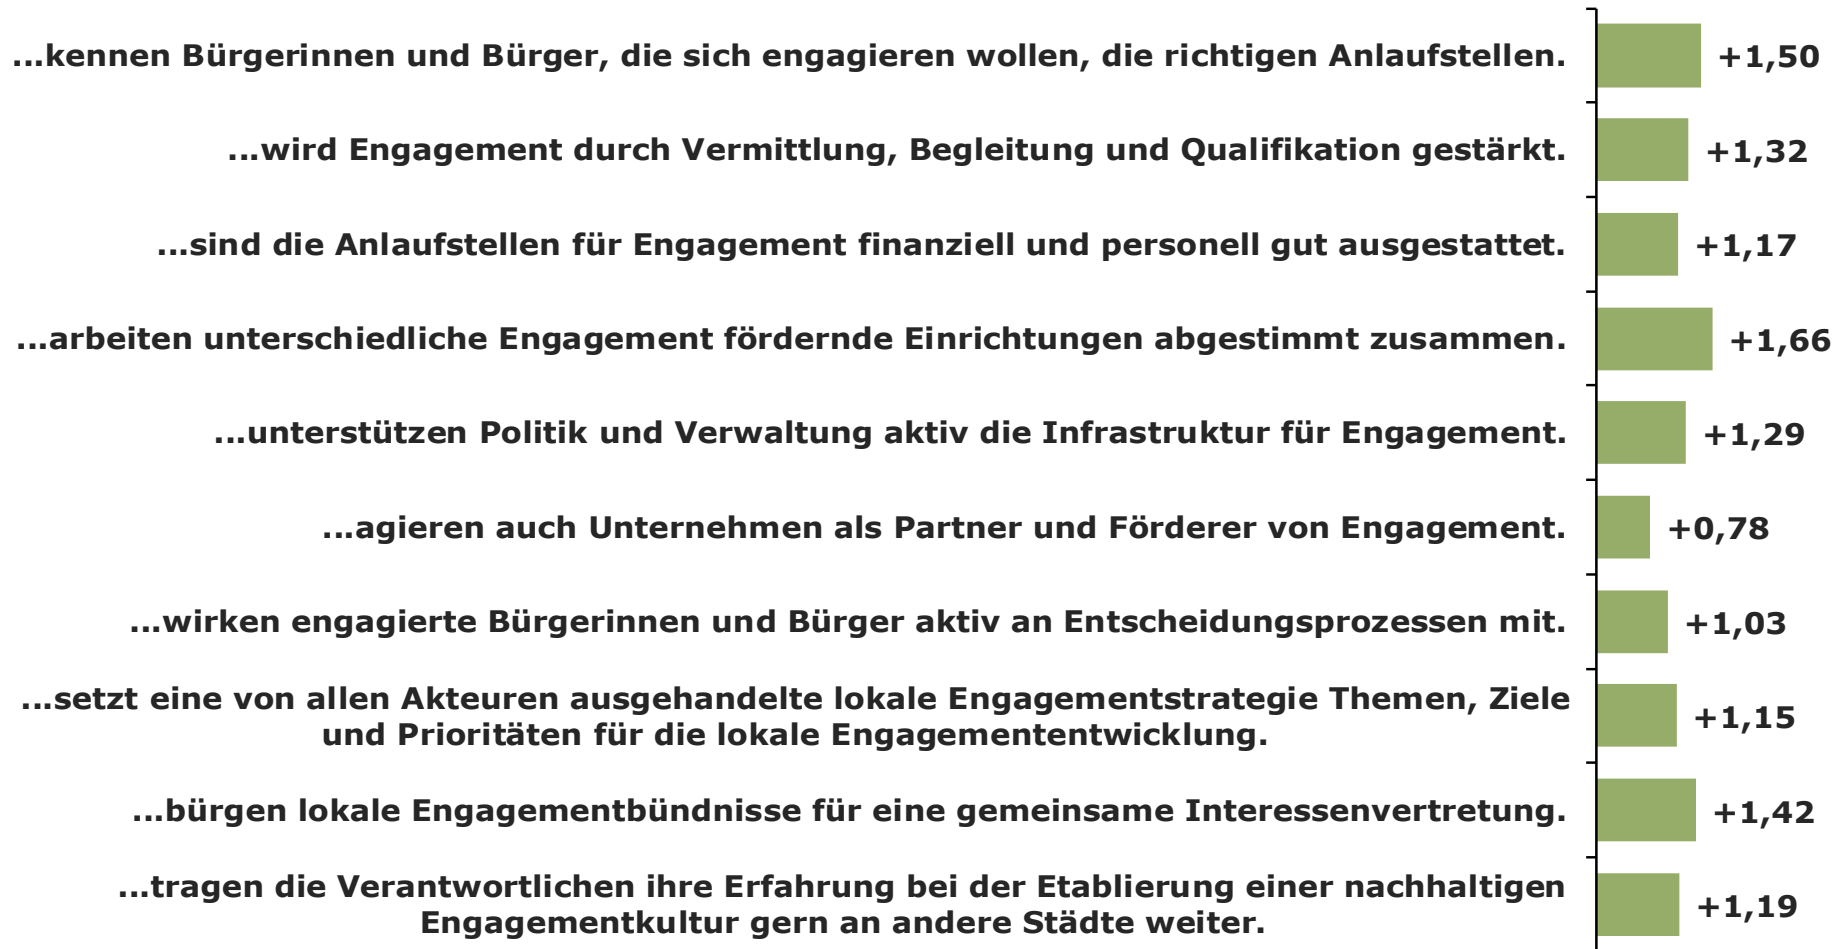 ...kennen Bürgerinnen und Bürger, die sich engagieren wollen, die richtigen Anlaufstellen. +1,50
...wird Engagement durch Vermittlung, Begleitung und Qualifikation gestärkt. +1,32
...sind die Anlaufstellen für Engagement finanziell und personell gut ausgestattet. +1,17
...arbeiten unterschiedliche Engagement fördernde Einrichtungen abgestimmt zusammen. +1,66
...unterstützen Politik und Verwaltung aktiv die Infrastruktur für Engagement. +1,29
...agieren auch Unternehmen als Partner und Förderer von Engagement. +0,78
...wirken engagierte Bürgerinnen und Bürger aktiv an Entscheidungsprozessen mit. +1,03
...setzt eine von allen Akteuren ausgehandelte lokale Engagementstrategie Themen, Ziele
und Prioritäten für die lokale Engagemententwicklung. +1,15
...bürgen lokale Engagementbündnisse für eine gemeinsame Interessenvertretung. +1,42
...tragen die Verantwortlichen ihre Erfahrung bei der Etablierung einer nachhaltigen
Engagementkultur gern an andere Städte weiter. +1,19